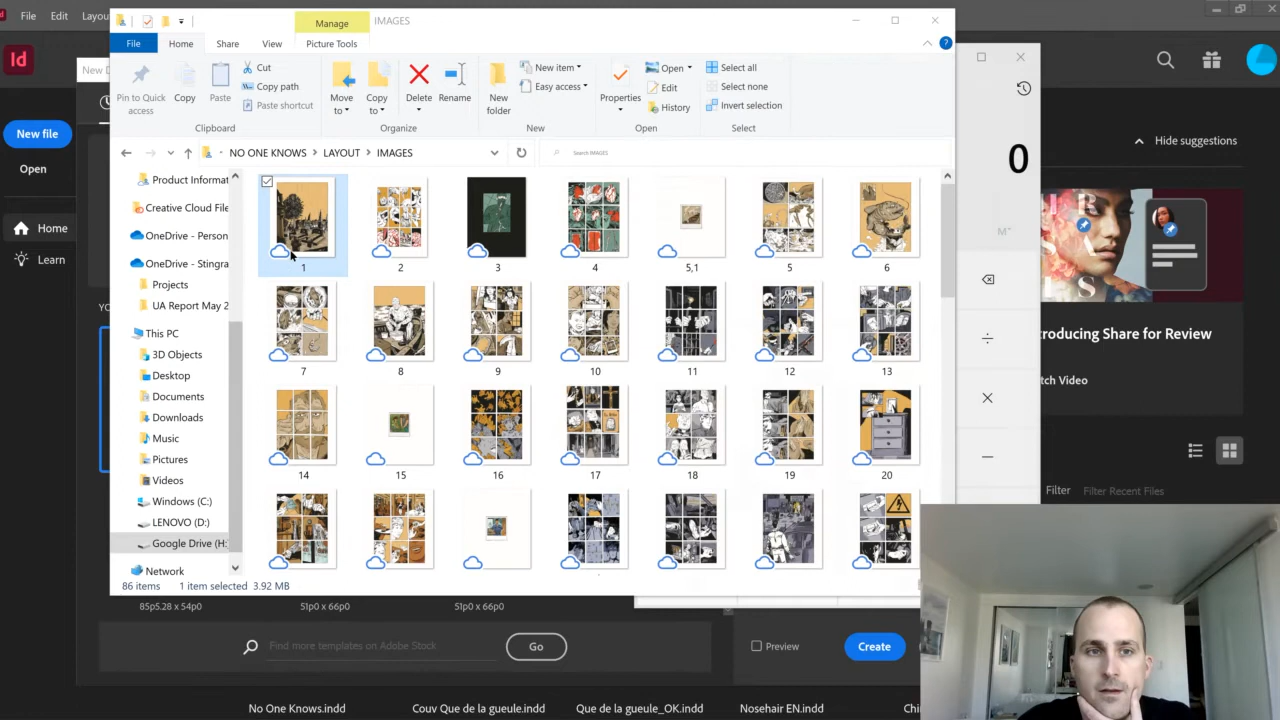 File Edit Layou
Id
New D
New file
Open
Home
Learn
YO
Manage
IMAGES
File Home Share View Picture Tools
Pin to Quick access
Copy
Paste
Cut
Copy path
Paste shortcut
Clipboard
Move to
Copy to
Delete
Rename
Organize
New folder
New item
Easy access
New
Properties
Open
Edit
History
Open
Select all
Select none
Invert selection
Select
NO ONE KNOWS > LAYOUT > IMAGES
Search IMAGES
Product Informat
Creative Cloud File
OneDrive - Person
OneDrive - Stingra
Projects
UA Report May 2
This PC
3D Objects
Desktop
Documents
Downloads
Music
Pictures
Videos
Windows (C:)
LENOVO (D:)
Google Drive (H:
Network
1 2 3 4 5,1 5 6
7 8 9 10 11 12 13
14 15 16 17 18 19 20
86 items 1 item selected 3.92 MB
0
M˅
÷
×
−
Hide suggestions
troducing Share for Review
tch Video
Filter Filter Recent Files
85p5.28 x 54p0 51p0 x 66p0 51p0 x 66p0
Find more templates on Adobe Stock
Go
Preview
Create
No One Knows.indd Couv Que de la gueule.indd Que de la gueule_OK.indd Nosehair EN.indd Chi